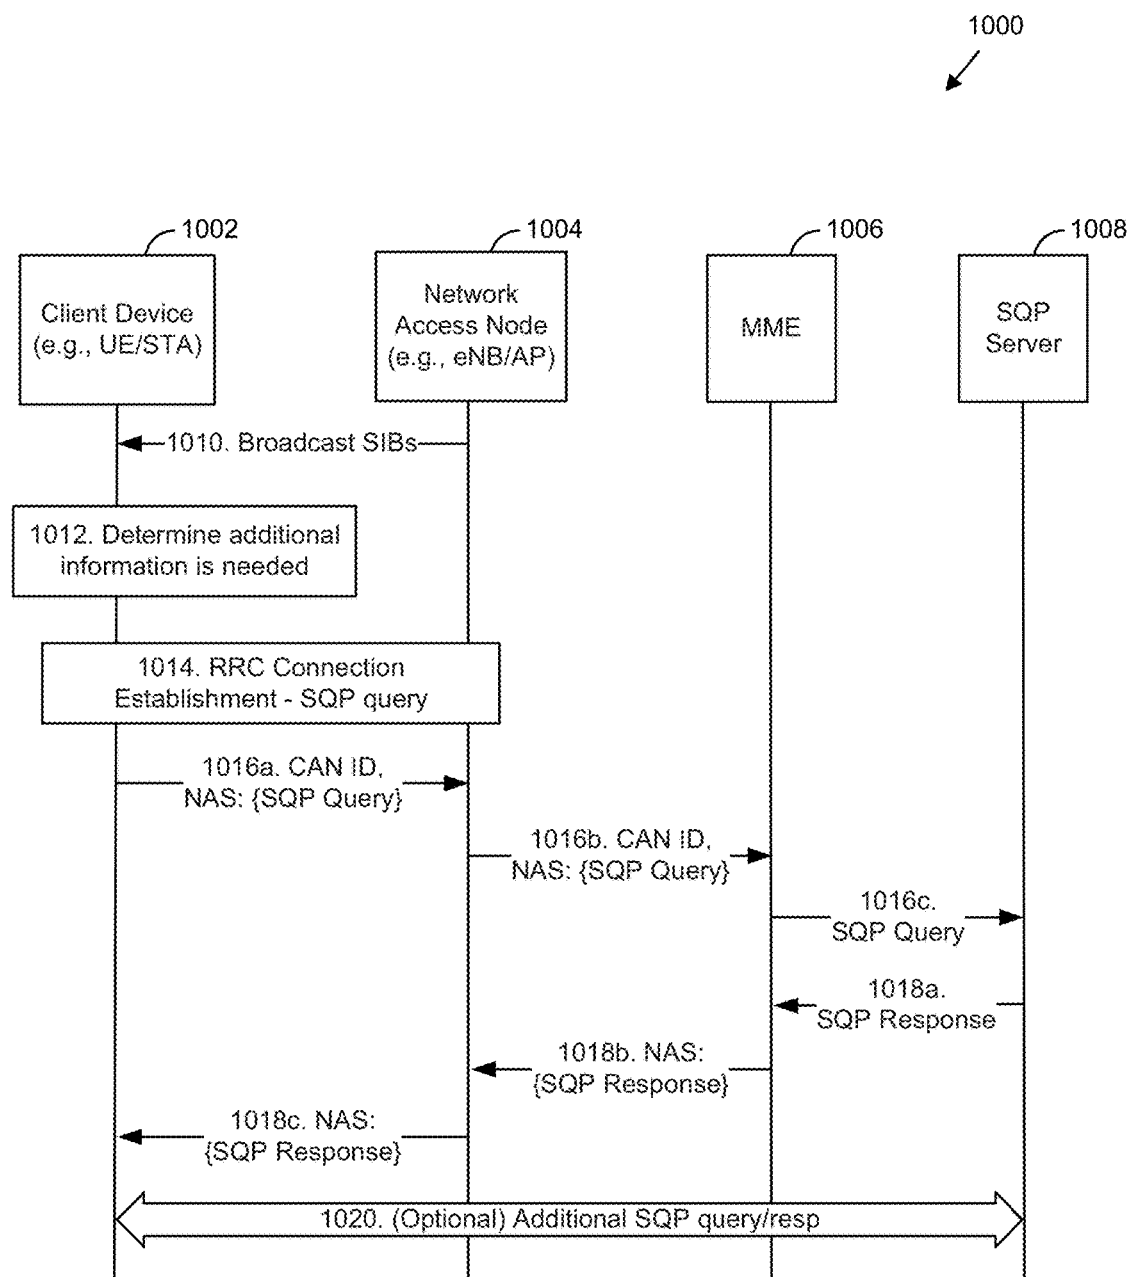 1000
1002
1004
1006
1008
Client Device
(e.g., UE/STA)
Network
Access Node
(e.g., eNB/AP)
MME
SQP
Server
1010. Broadcast SIBs
1012. Determine additional
information is needed
1014. RRC Connection
Establishment - SQP query
1016a. CAN ID,
NAS: {SQP Query}
1016b. CAN ID,
NAS: {SQP Query}
1016c.
SQP Query
1018a.
SQP Response
1018b. NAS:
{SQP Response}
1018c. NAS:
{SQP Response}
1020. (Optional) Additional SQP query/resp